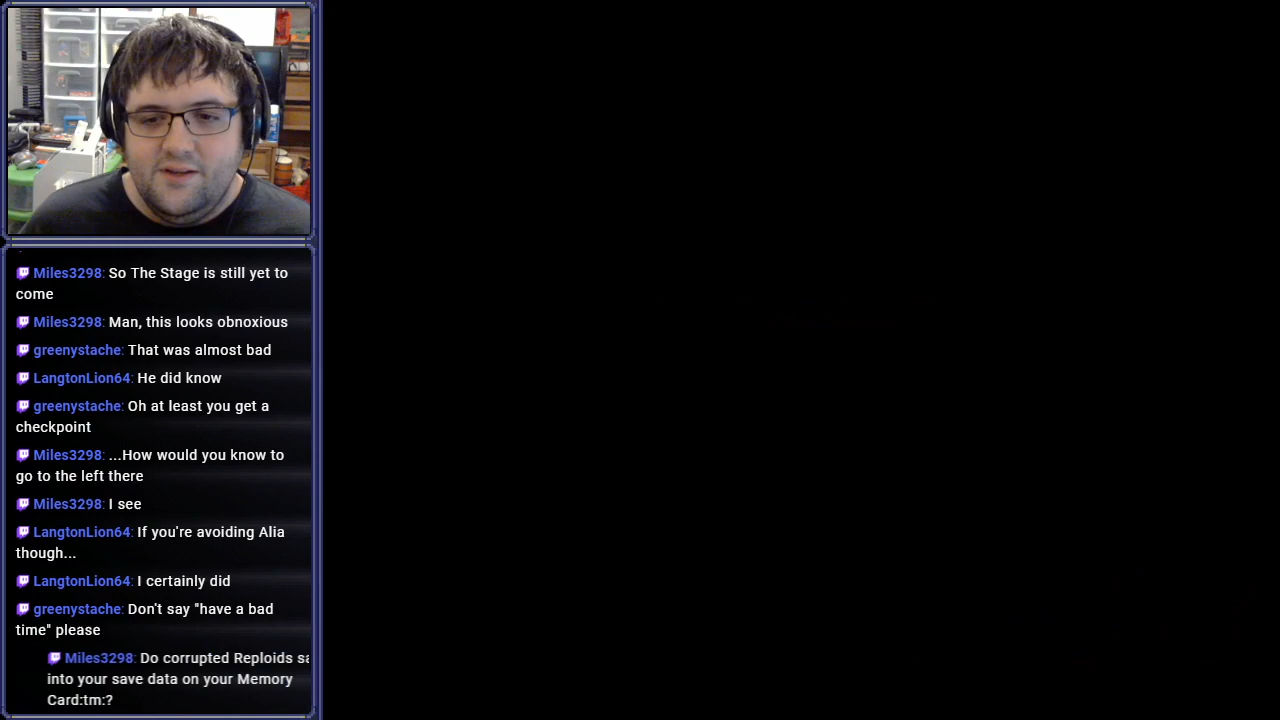 Miles3298: So The Stage is still yet to
come
Miles3298: Man, this looks obnoxious
greenystache: That was almost bad
LangtonLion64: He did know
greenystache: Oh at least you get a
checkpoint
Miles3298: ...How would you know to
go to the left there
Miles3298: I see
LangtonLion64: If you're avoiding Alia
though...
LangtonLion64: I certainly did
greenystache: Don't say "have a bad
time" please
Miles3298: Do corrupted Reploids
into your save data on your Memory
Card:tm:?